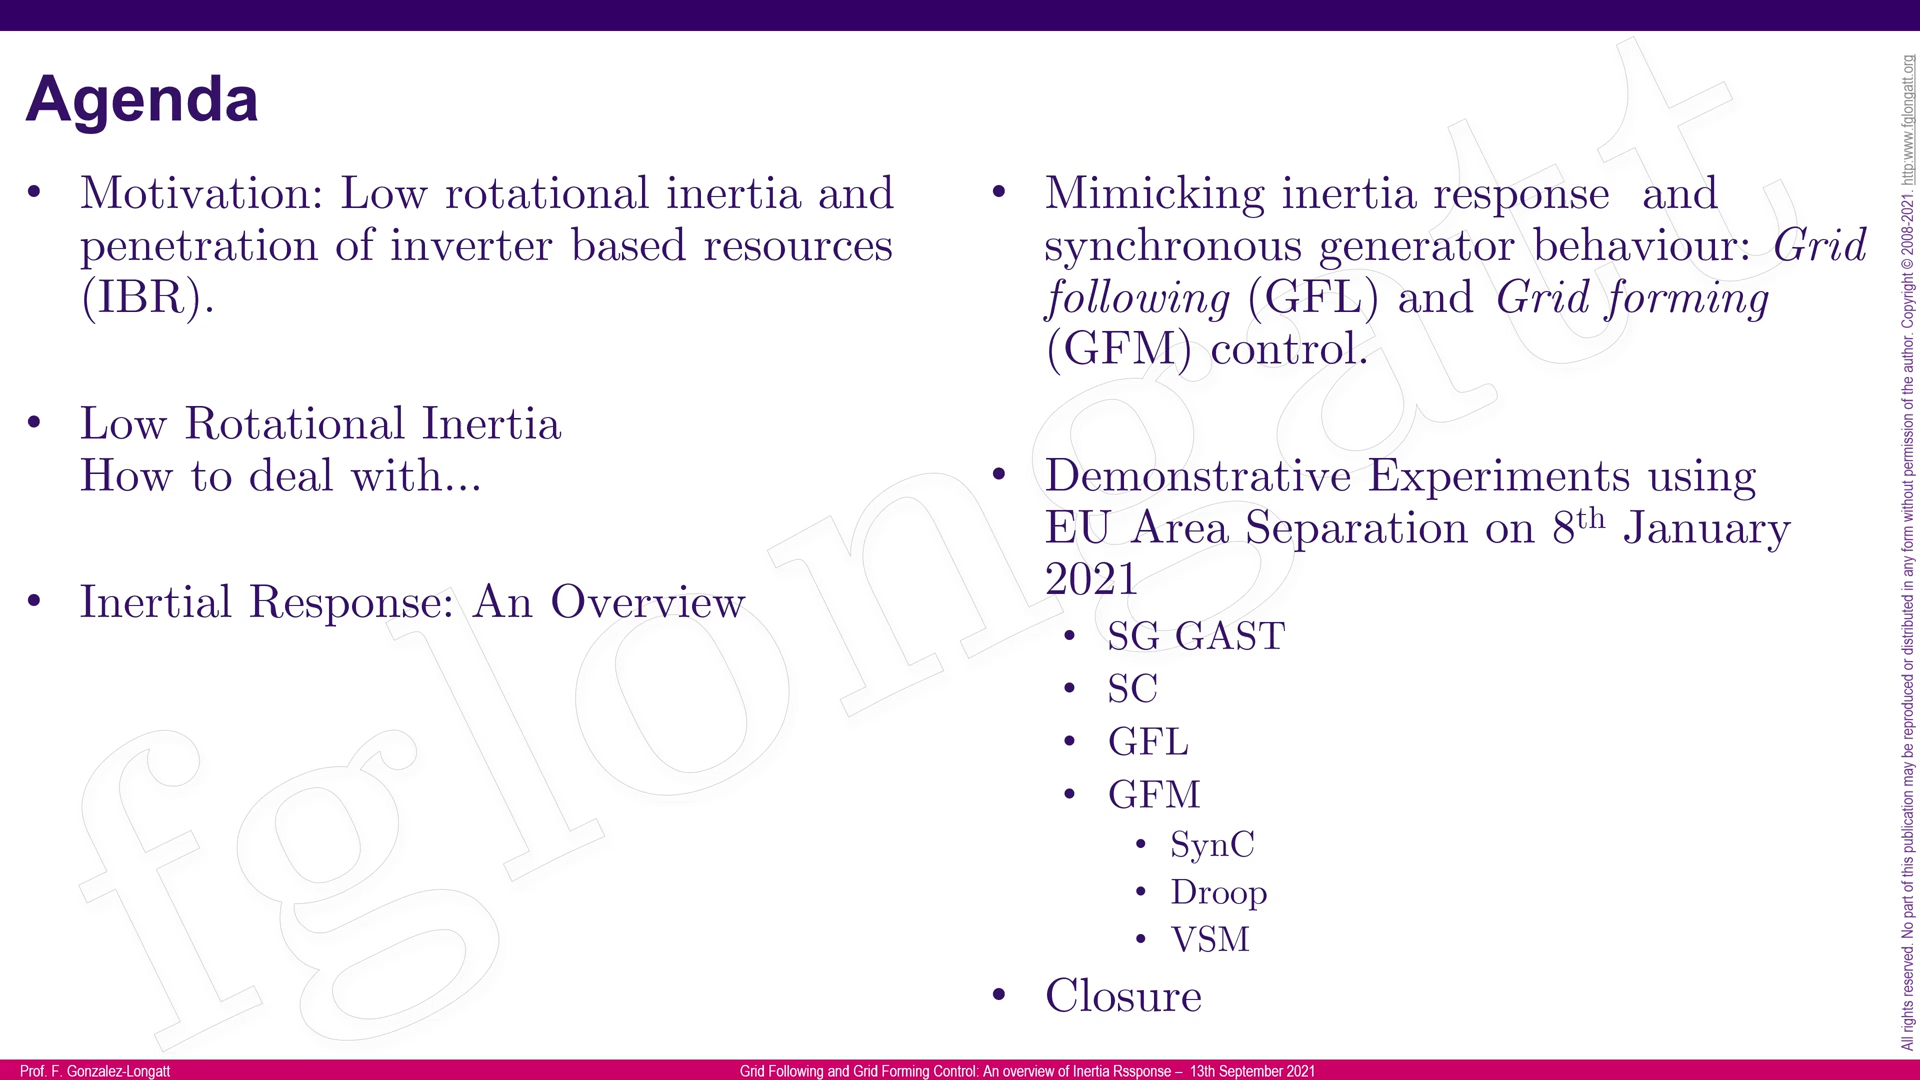 Agenda
• Motivation: Low rotational inertia and
penetration of inverter based resources
(IBR).
• Low Rotational Inertia
How to deal with...
• Inertial Response: An Overview
• Mimicking inertia response and
synchronous generator behaviour: Grid
following (GFL) and Grid forming
(GFM) control.
• Demonstrative Experiments using
EU Area Separation on 8th January
2021
• SG GAST
• SC
• GFL
• GFM
• SynC
• Droop
• VSM
• Closure
All rights reserved. No part of this publication may be reproduced or distributed in any form without permission of the author. Copyright © 2008-2021. http:www.fglongatt.org
fglongatt
Prof. F. Gonzalez-Longatt
Grid Following and Grid Forming Control: An overview of Inertia Rssponse – 13th September 2021